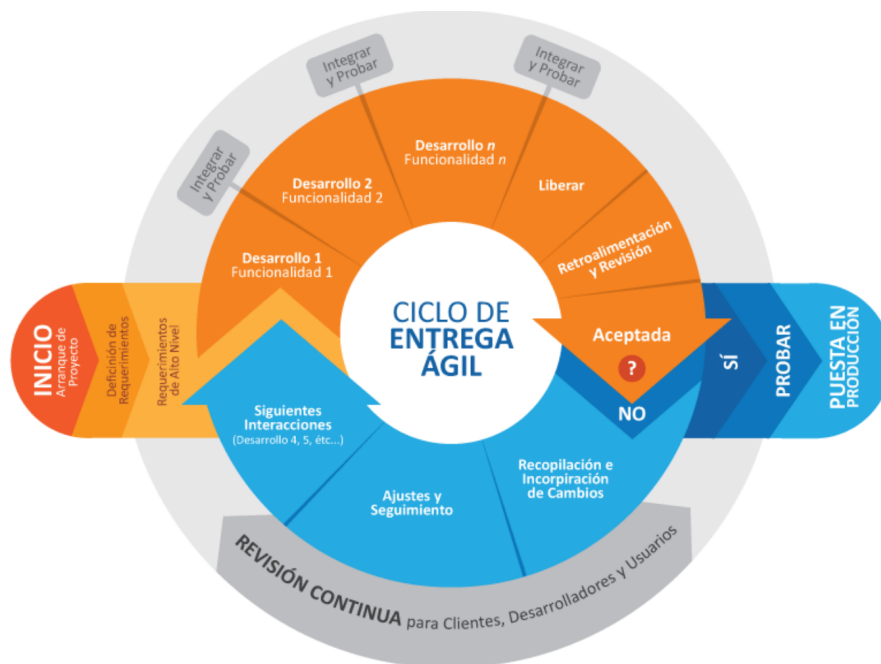 INICIO
Arranque de
Proyecto
Definición de
Requerimientos
Requerimientos
de Alto Nivel
Desarrollo 1
Funcionalidad 1
Integrar
y Probar
Desarrollo 2
Funcionalidad 2
Integrar
y Probar
Desarrollo n
Funcionalidad n
Integrar
y Probar
Liberar
Retroalimentación
y Revisión
Aceptada
?
SÍ
PROBAR
PUESTA EN
PRODUCCIÓN
NO
Recopilación e
Incorpiración
de Cambios
Ajustes y
Seguimiento
Siguientes
Interacciones
(Desarrollo 4, 5, étc...)
CICLO DE
ENTREGA
ÁGIL
REVISIÓN CONTINUA para Clientes, Desarrolladores y Usuarios